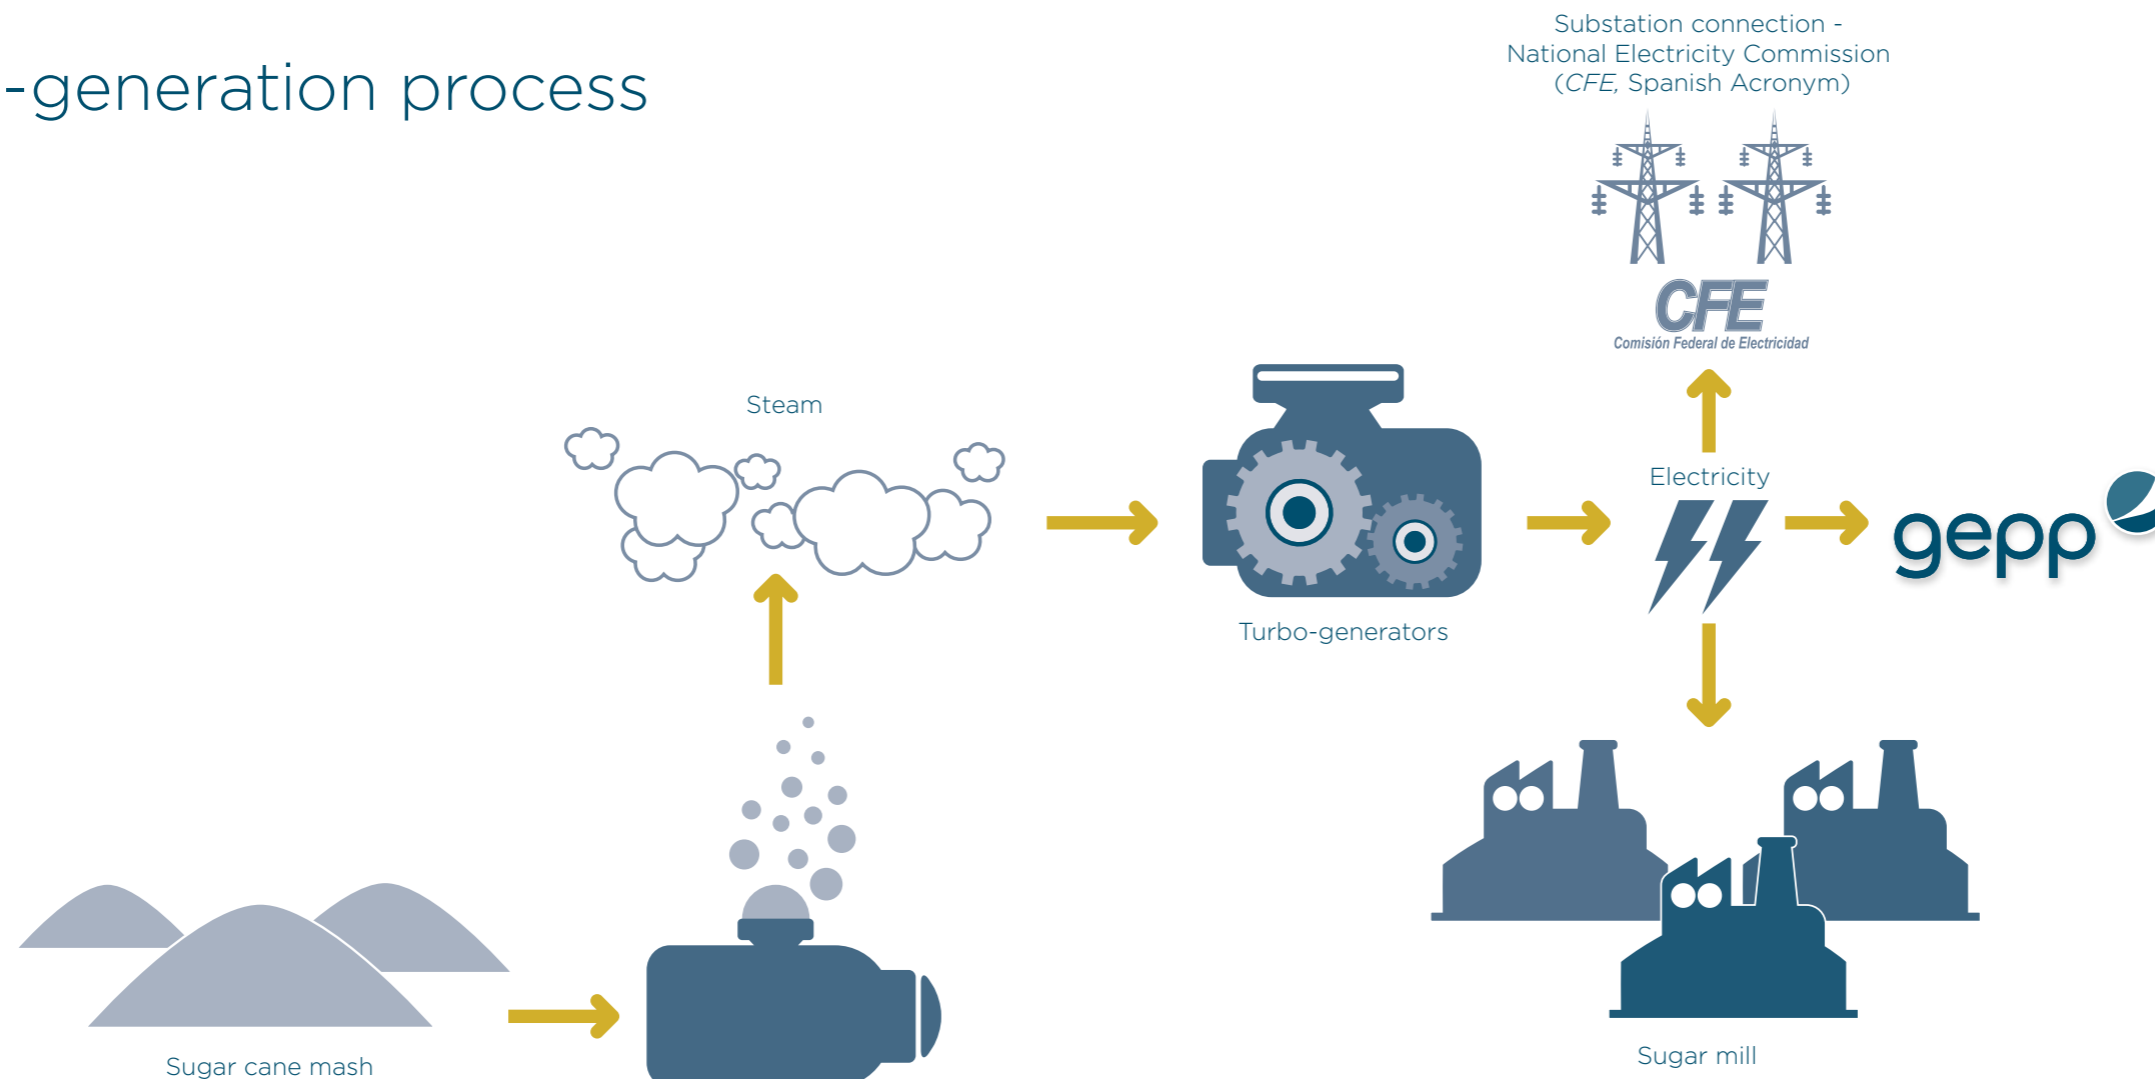 -generation process
Substation connection -
National Electricity Commission
(CFE, Spanish Acronym)
CFE
Comisión Federal de Electricidad
Steam
Electricity
gepp
Turbo-generators
Sugar cane mash
Sugar mill